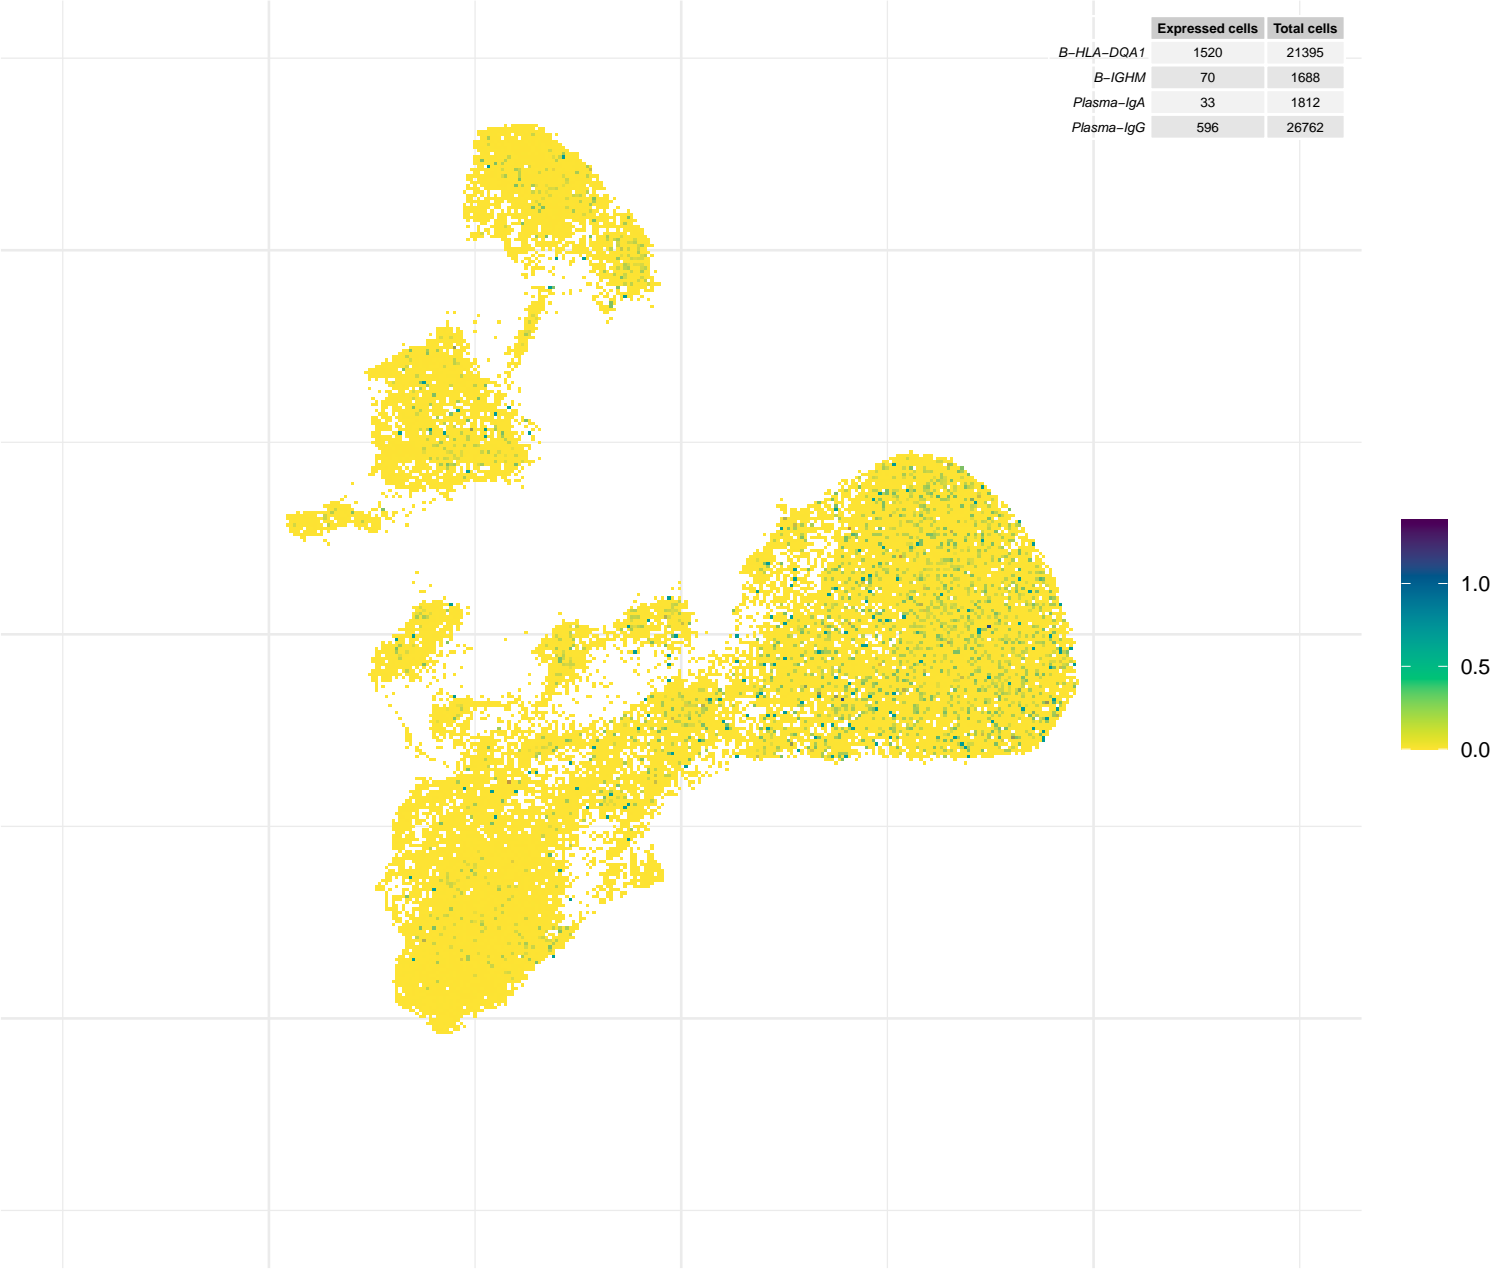 Expressed cells Total cells
B−HLA−DQA1 1520 21395
B−IGHM 70 1688
Plasma−IgA 33 1812
Plasma−IgG 596 26762
1.0
0.5
0.0